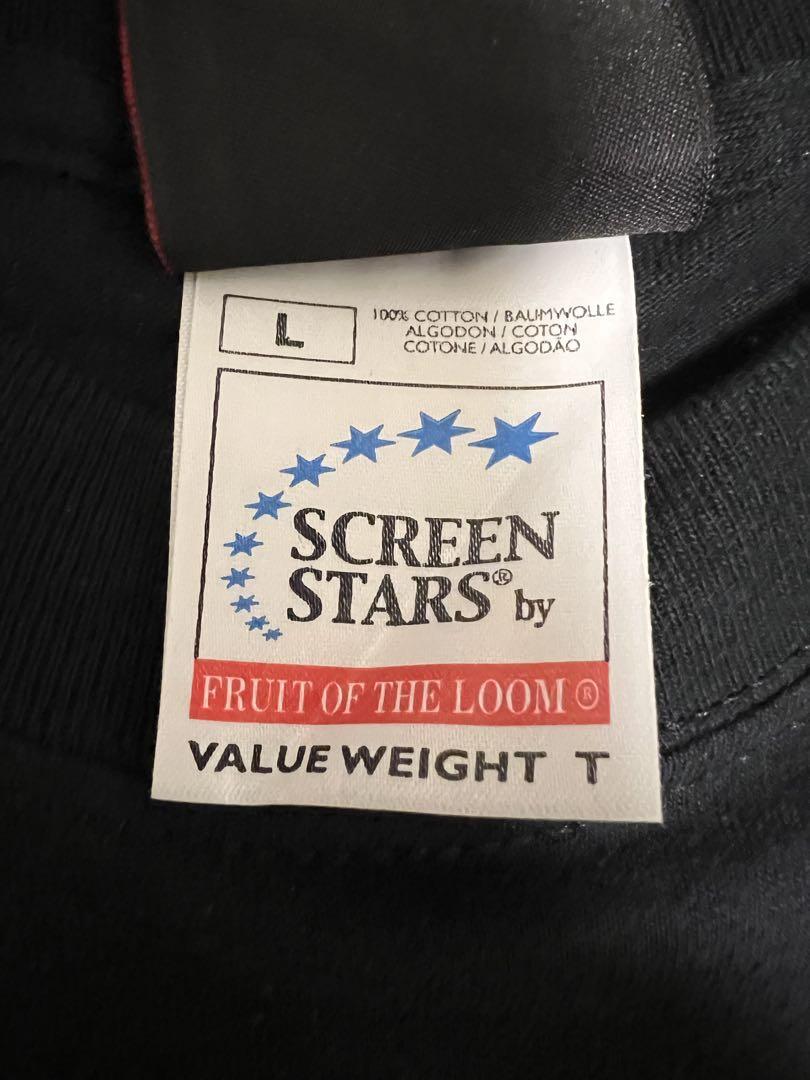 L
100% COTTON / BAUMWOLLE
ALGODON / COTON
COTONE / ALGODÃO
SCREEN
STARS® by
FRUIT OF THE LOOM®
VALUE WEIGHT T